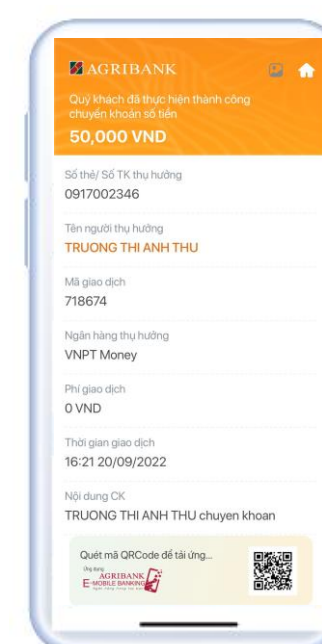 AGRIBANK
Quý khách đã thực hiện thành công
chuyển khoản số tiền
50,000 VND
Số thẻ/ Số TK thụ hưởng
0917002346
Tên người thụ hưởng
TRUONG THI ANH THU
Mã giao dịch
718674
Ngân hàng thụ hưởng
VNPT Money
Phí giao dịch
0 VND
Thời gian giao dịch
16:21 20/09/2022
Nội dung CK
TRUONG THI ANH THU chuyen khoan
Quét mã QRCode để tải ứng...
Ứng dụng
AGRIBANK
E-MOBILE BANKING